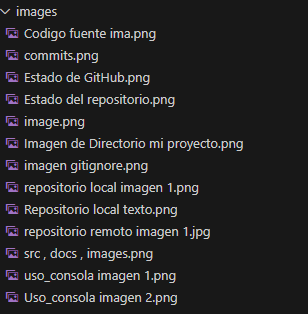 images
Codigo fuente ima.png
commits.png
Estado de GitHub.png
Estado del repositorio.png
image.png
Imagen de Directorio mi proyecto.png
imagen gitignore.png
repositorio local imagen 1.png
Repositorio local texto.png
repositorio remoto imagen 1.jpg
src , docs , images.png
uso_consola imagen 1.png
Uso_consola imagen 2.png